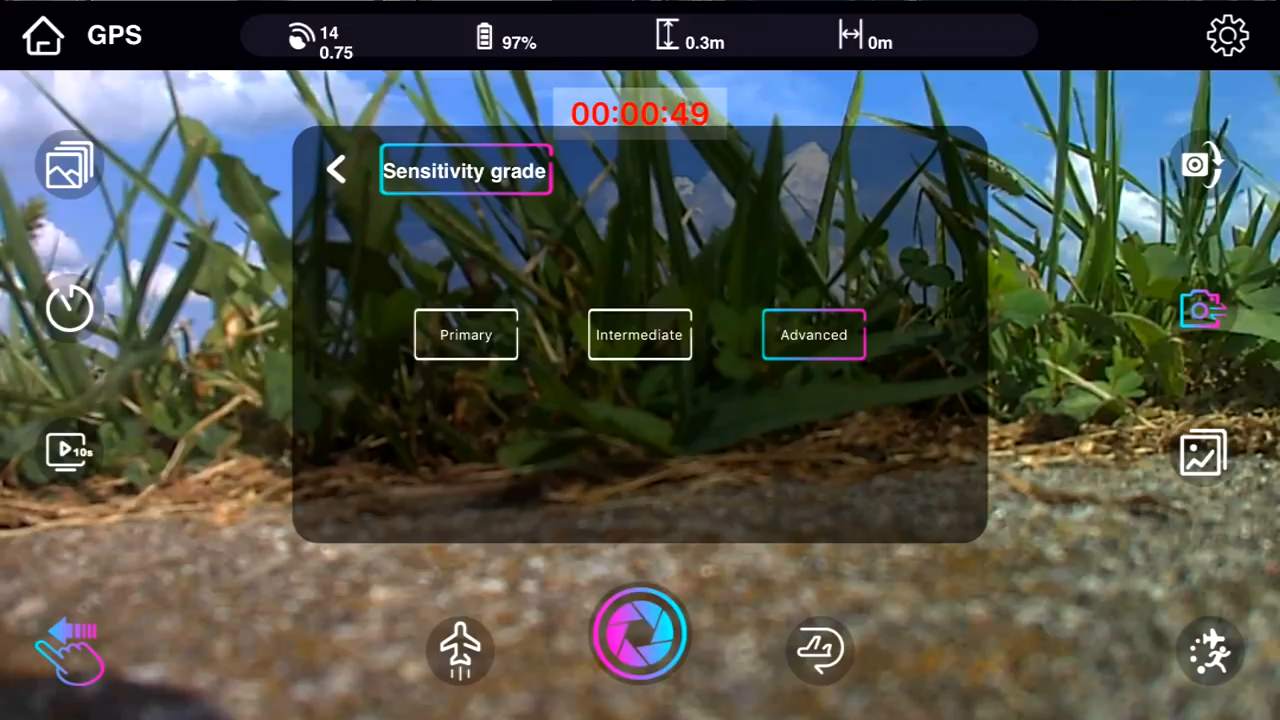 GPS
14
0.75
97%
0.3m
0m
00:00:49
Sensitivity grade
Primary
Intermediate
Advanced
10s